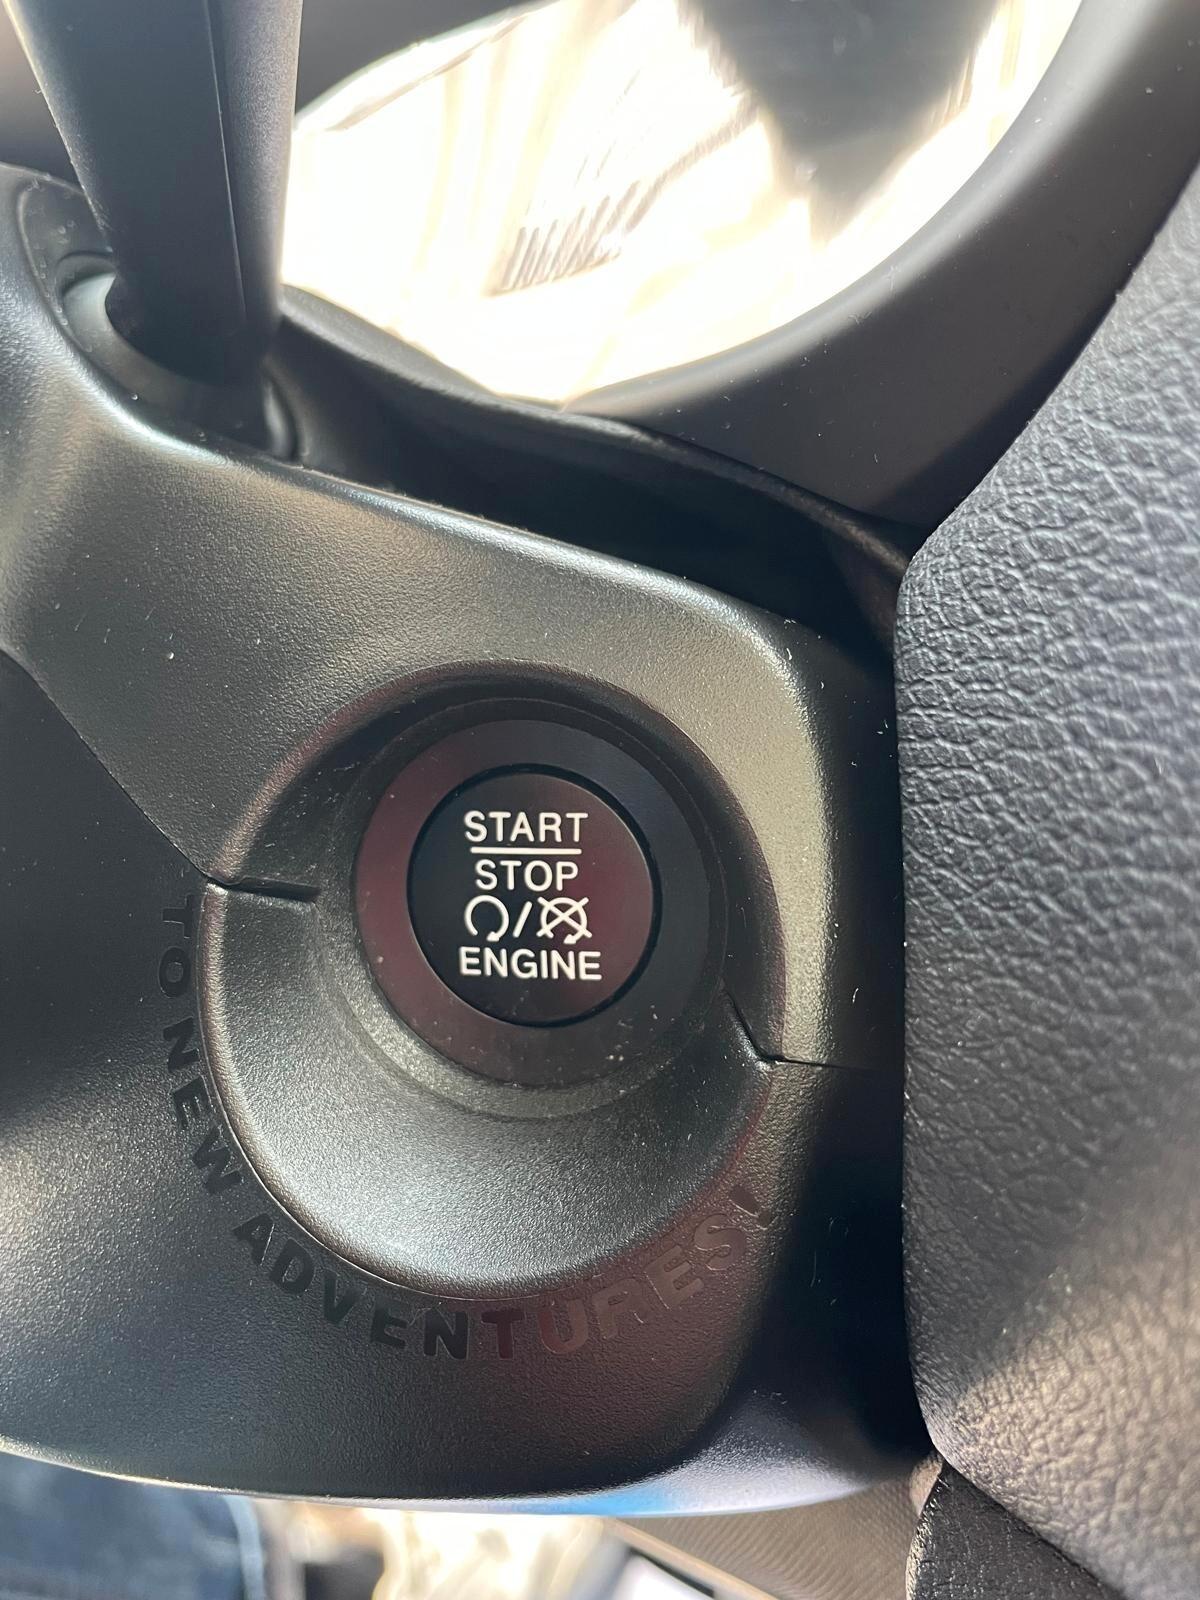 START
STOP
/
ENGINE
TO NEW ADVENTURES!